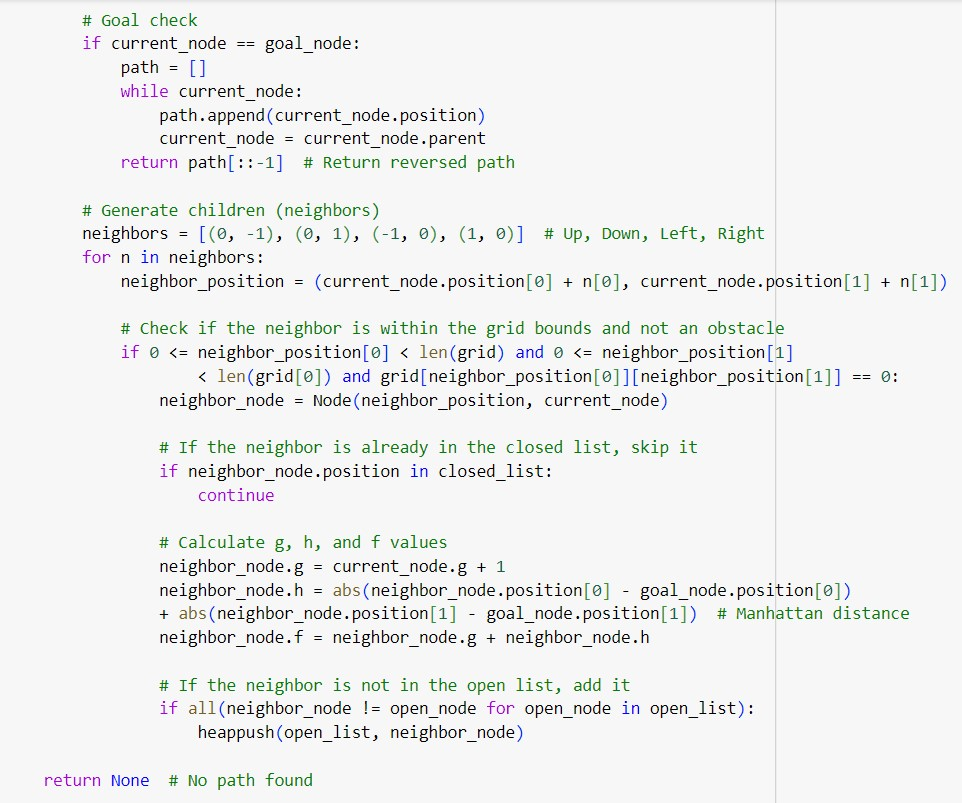 # Goal check
if current_node == goal_node:
path = []
while current_node:
path.append(current_node.position)
current_node = current_node.parent
return path[::-1]  # Return reversed path
# Generate children (neighbors)
neighbors = [(0, -1), (0, 1), (-1, 0), (1, 0)]  # Up, Down, Left, Right
for n in neighbors:
neighbor_position = (current_node.position[0] + n[0], current_node.position[1] + n[1])
# Check if the neighbor is within the grid bounds and not an obstacle
if 0 <= neighbor_position[0] < len(grid) and 0 <= neighbor_position[1]
< len(grid[0]) and grid[neighbor_position[0]][neighbor_position[1]] == 0:
neighbor_node = Node(neighbor_position, current_node)
# If the neighbor is already in the closed list, skip it
if neighbor_node.position in closed_list:
continue
# Calculate g, h, and f values
neighbor_node.g = current_node.g + 1
neighbor_node.h = abs(neighbor_node.position[0] - goal_node.position[0])
+ abs(neighbor_node.position[1] - goal_node.position[1])  # Manhattan distance
neighbor_node.f = neighbor_node.g + neighbor_node.h
# If the neighbor is not in the open list, add it
if all(neighbor_node != open_node for open_node in open_list):
heappush(open_list, neighbor_node)
return None  # No path found